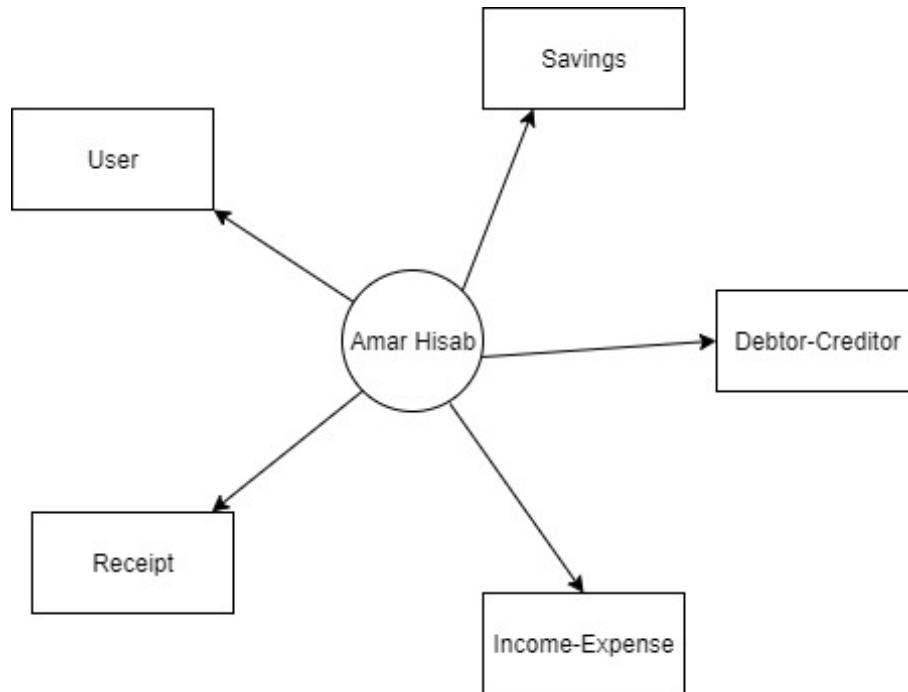 Savings
User
Amar Hisab
Debtor-Creditor
Receipt
Income-Expense